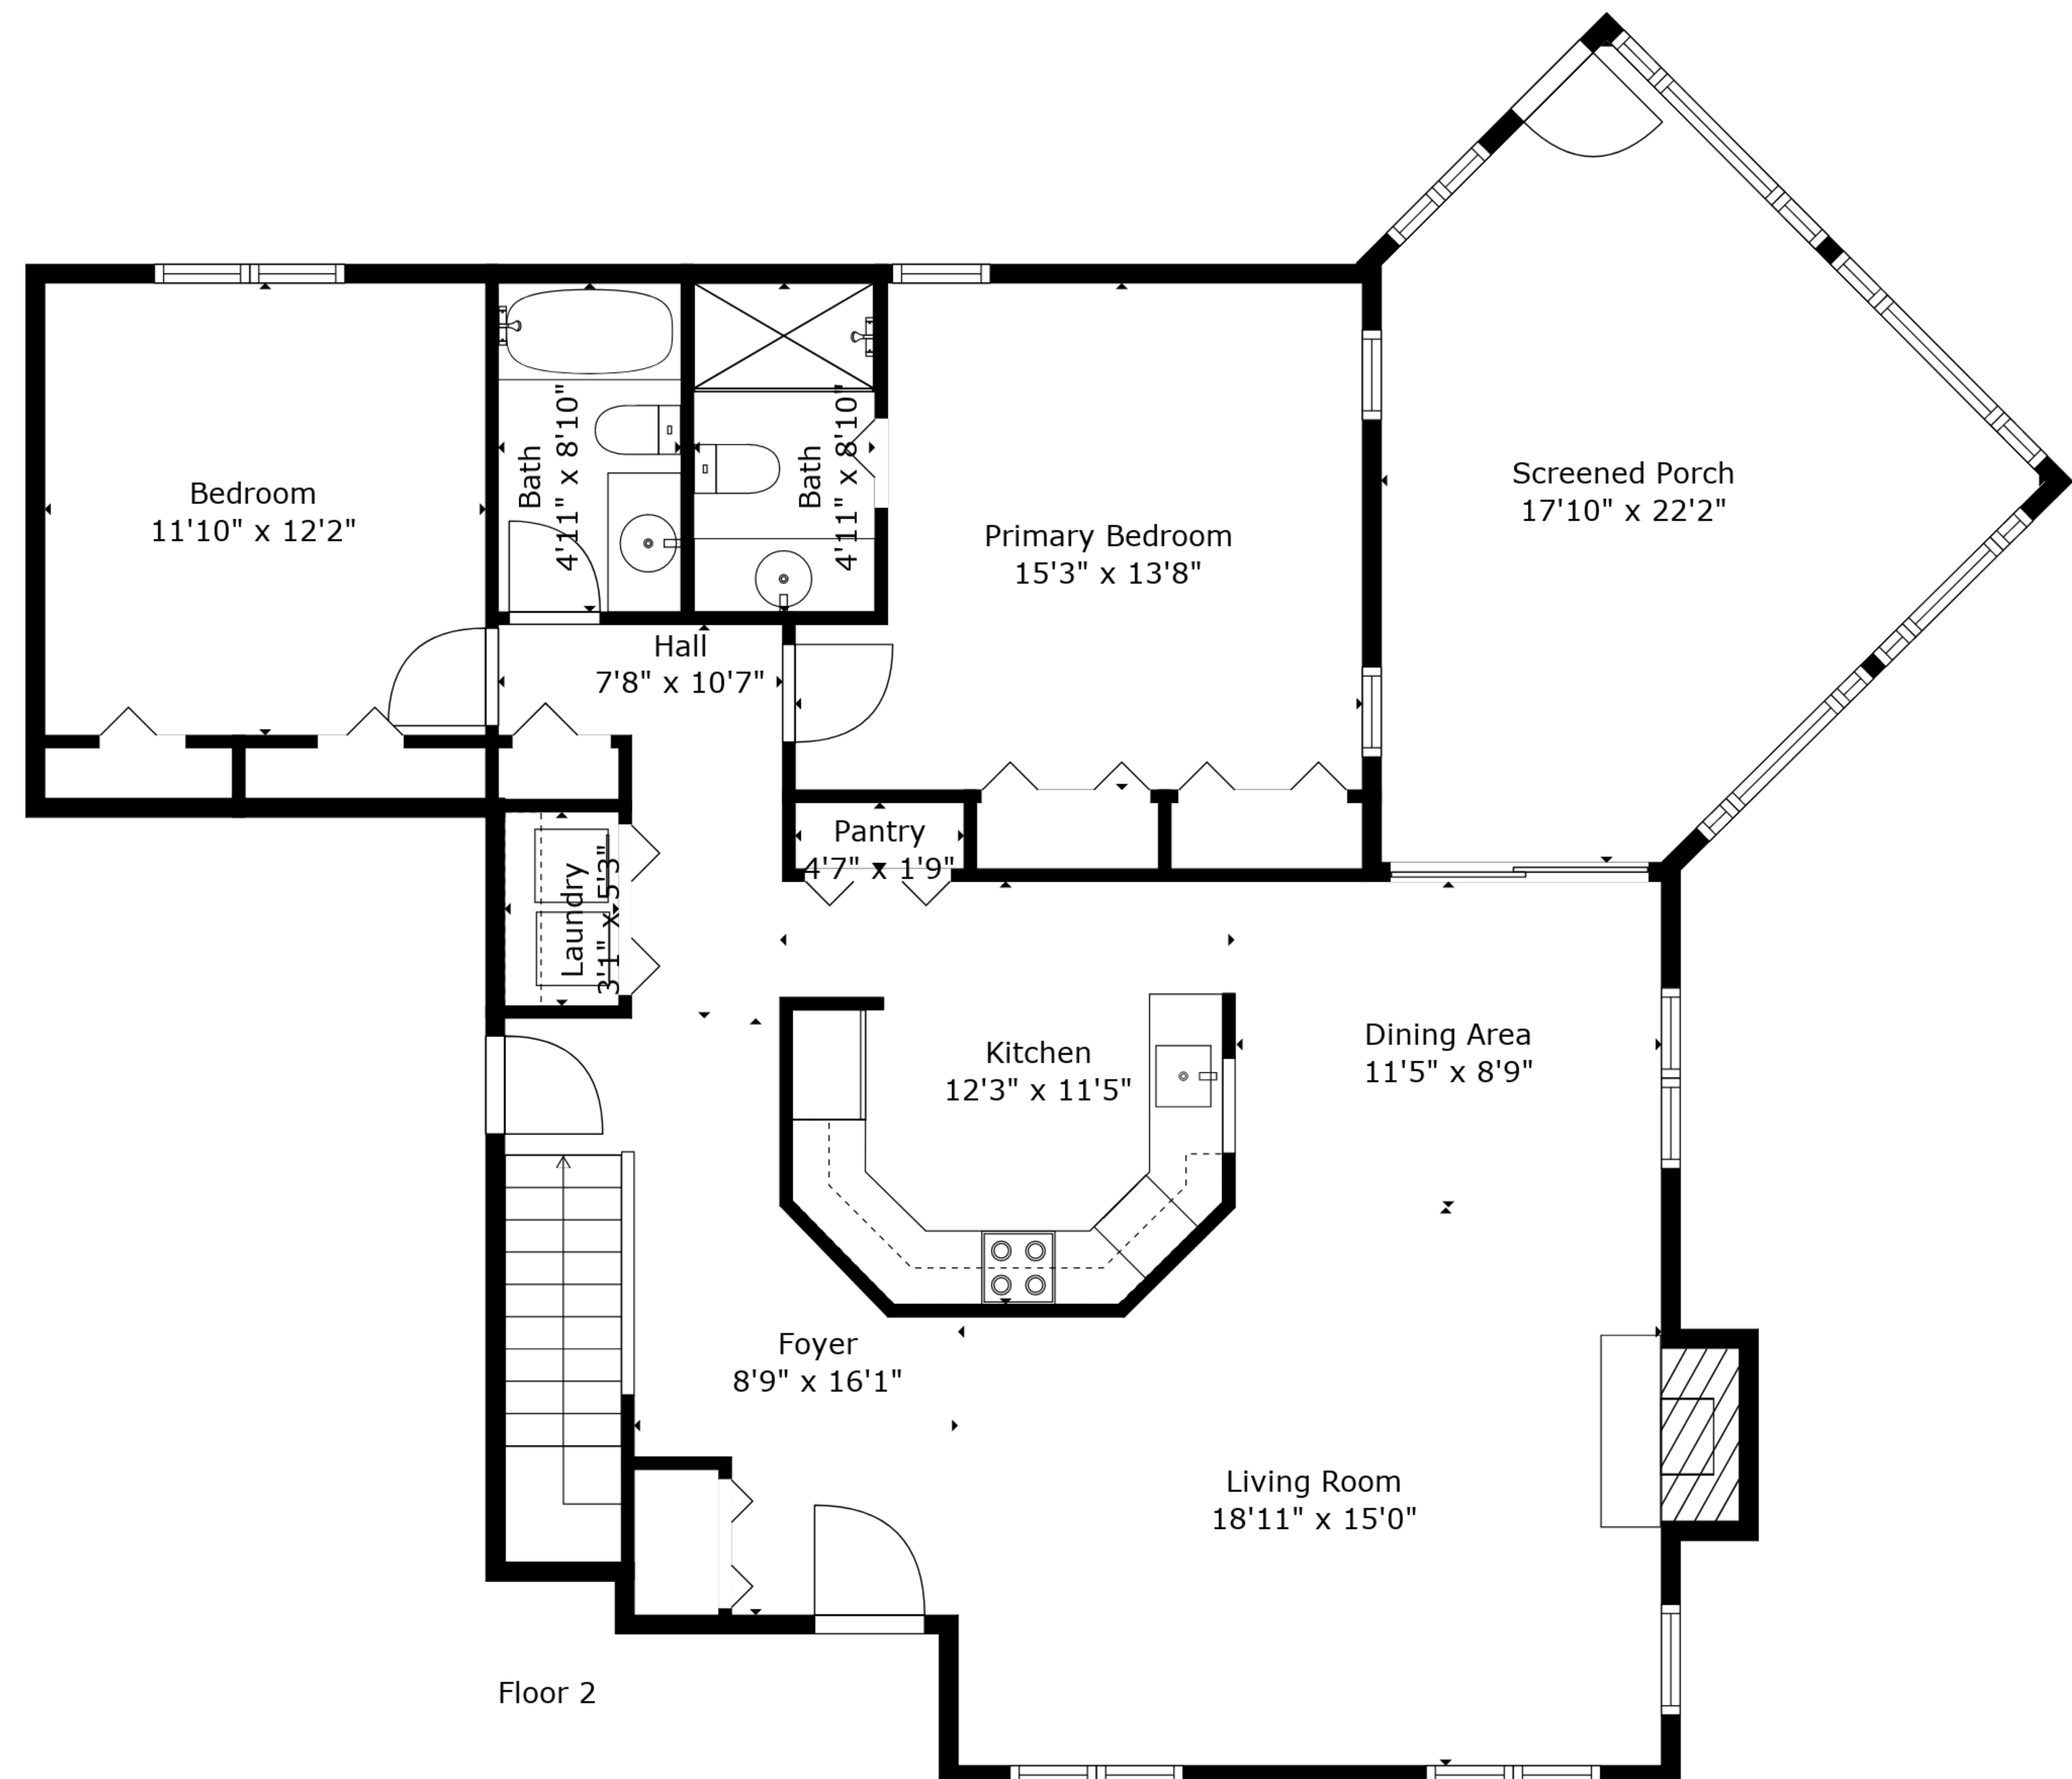 Bedroom
11'10" x 12'2"
Bath
4'11" x 8'10"
Bath
4'11" x 8'10"
Primary Bedroom
15'3" x 13'8"
Screened Porch
17'10" x 22'2"
Hall
7'8" x 10'7"
Pantry
4'7" x 1'9"
Laundry
3'1" x 5'3"
Kitchen
12'3" x 11'5"
Dining Area
11'5" x 8'9"
Foyer
8'9" x 16'1"
Living Room
18'11" x 15'0"
Floor 2